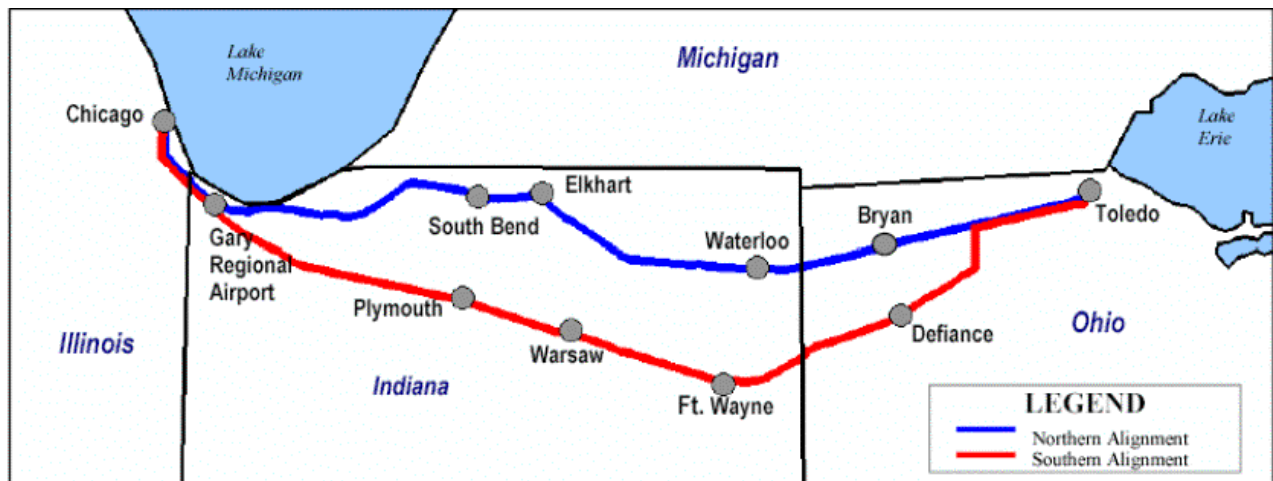 Lake
Michigan
Michigan
Chicago
Lake
Erie
Elkhart
South Bend
Bryan
Toledo
Waterloo
Gary
Regional
Airport
Plymouth
Defiance
Illinois
Warsaw
Ohio
Indiana
Ft. Wayne
LEGEND
Northern Alignment
Southern Alignment